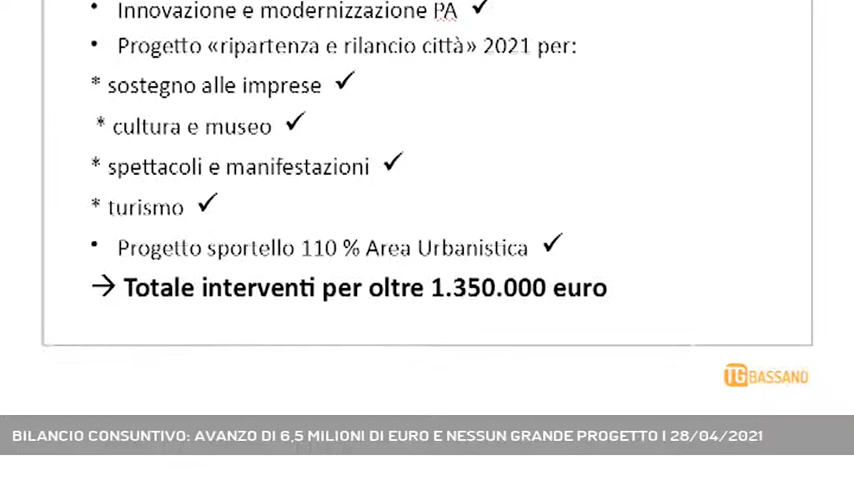 • Innovazione e modernizzazione PA ✓
• Progetto «ripartenza e rilancio città» 2021 per:
* sostegno alle imprese ✓
* cultura e museo ✓
* spettacoli e manifestazioni ✓
* turismo ✓
• Progetto sportello 110 % Area Urbanistica ✓
→ Totale interventi per oltre 1.350.000 euro
TG BASSANO
BILANCIO CONSUNTIVO: AVANZO DI 6,5 MILIONI DI EURO E NESSUN GRANDE PROGETTO | 28/04/2021